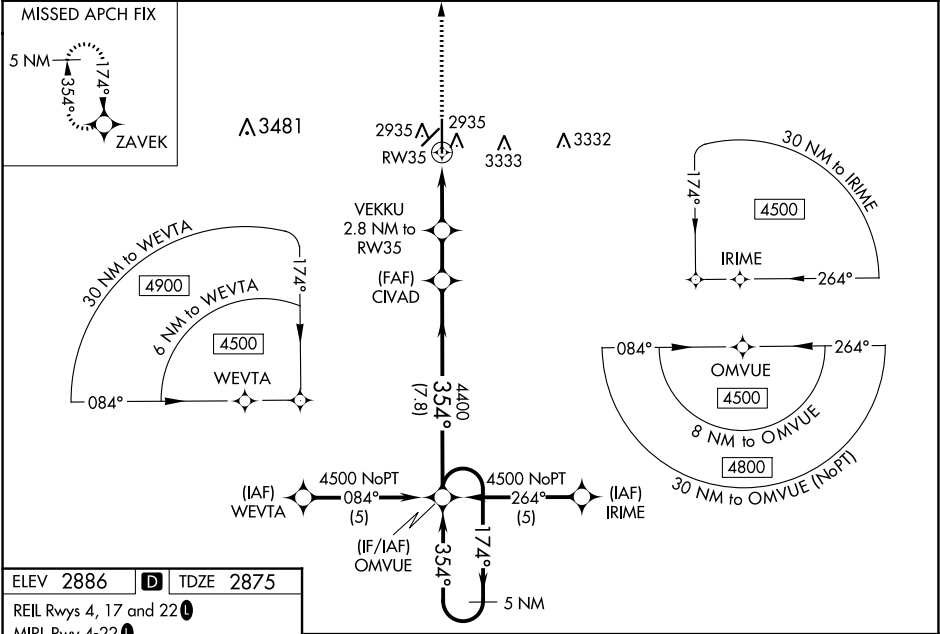 MISSED APCH FIX
5 NM
354°
174°
ZAVEK
3481
2935
2935
RW35
3333
3332
VEKKU
2.8 NM to
RW35
(FAF)
CIVAD
30 NM to WEVTA
4900
6 NM to WEVTA
4500
174°
WEVTA
084°
30 NM to IRIME
174°
4500
IRIME
264°
084°
264°
OMVUE
4500
8 NM to OMVUE
4800
30 NM to OMVUE (NoPT)
4400
354°
(7.8)
4500 NoPT
084°
(5)
(IAF)
WEVTA
4500 NoPT
264°
(5)
(IAF)
IRIME
(IF/IAF)
OMVUE
354°
174°
5 NM
ELEV 2886 D TDZE 2875
REIL Rwys 4, 17 and 22 L
MIRL Rwy 4-22 L